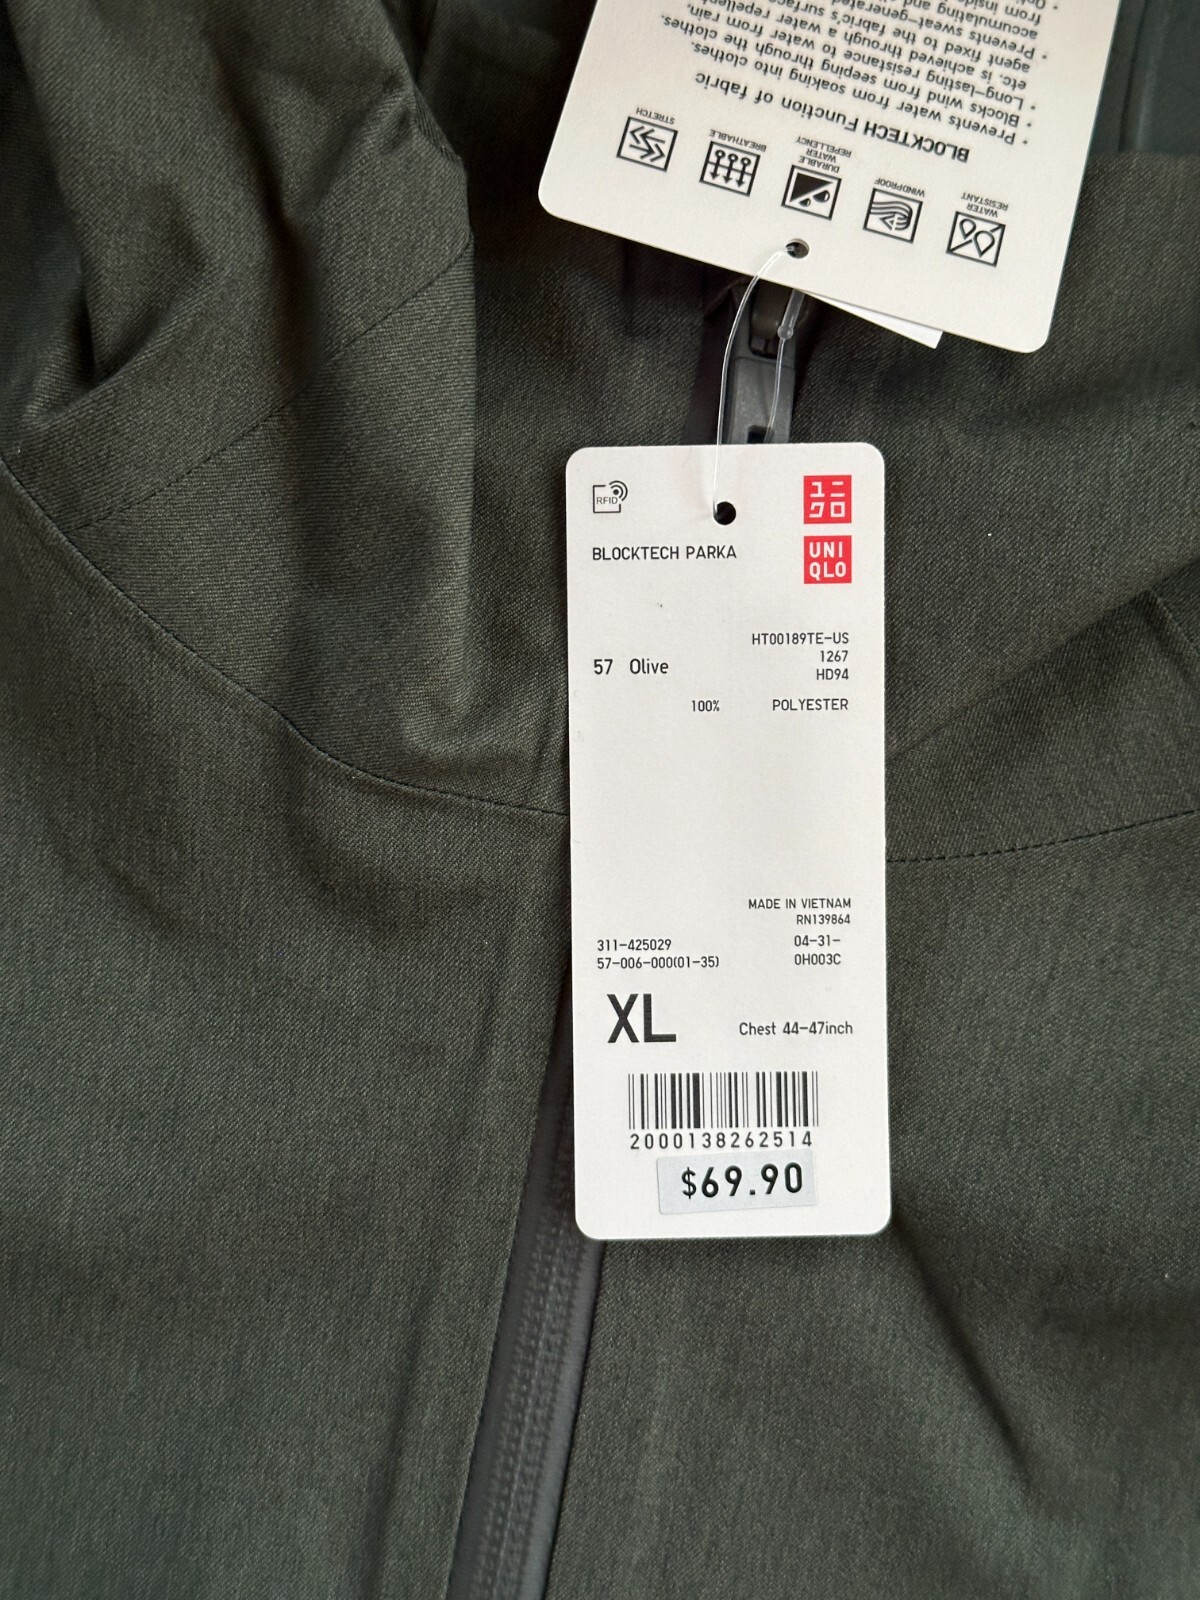 WATER RESISTANT
WINDPROOF
DURABLE WATER REPELLENCY
BREATHABLE
STRETCH
BLOCKTECH Function of fabric
• Prevents water from soaking into clothes
• Blocks wind from seeping through the clothes.
• Long-lasting resistance to a water from rain,
etc, is achieved through a water repellent
agent fixed to the fabric's surface
• Prevents sweat-generated
accumulating
from inside
RFID
ユニ
クロ
UNI
QLO
BLOCKTECH PARKA
HT00189TE-US
1267
57 Olive
HD94
100% POLYESTER
MADE IN VIETNAM
RN139864
311-425029 04-31-
57-006-000(01-35) 0H003C
XL Chest 44-47inch
2000138262514
$69.90